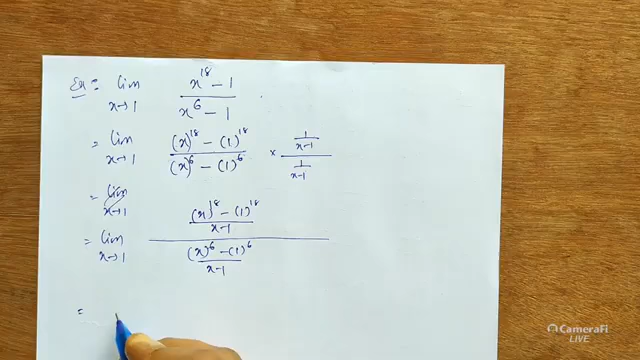 Ex:- lim x→1 x^18 - 1 / x^6 - 1
= lim x→1 (x)^18 - (1)^18 / (x)^6 - (1)^6 × 1/(x-1) / 1/(x-1)
= lim x→1
= lim x→1 (x)^18 - (1)^18 / x-1 / (x)^6 - (1)^6 / x-1
=
CameraFi
LIVE